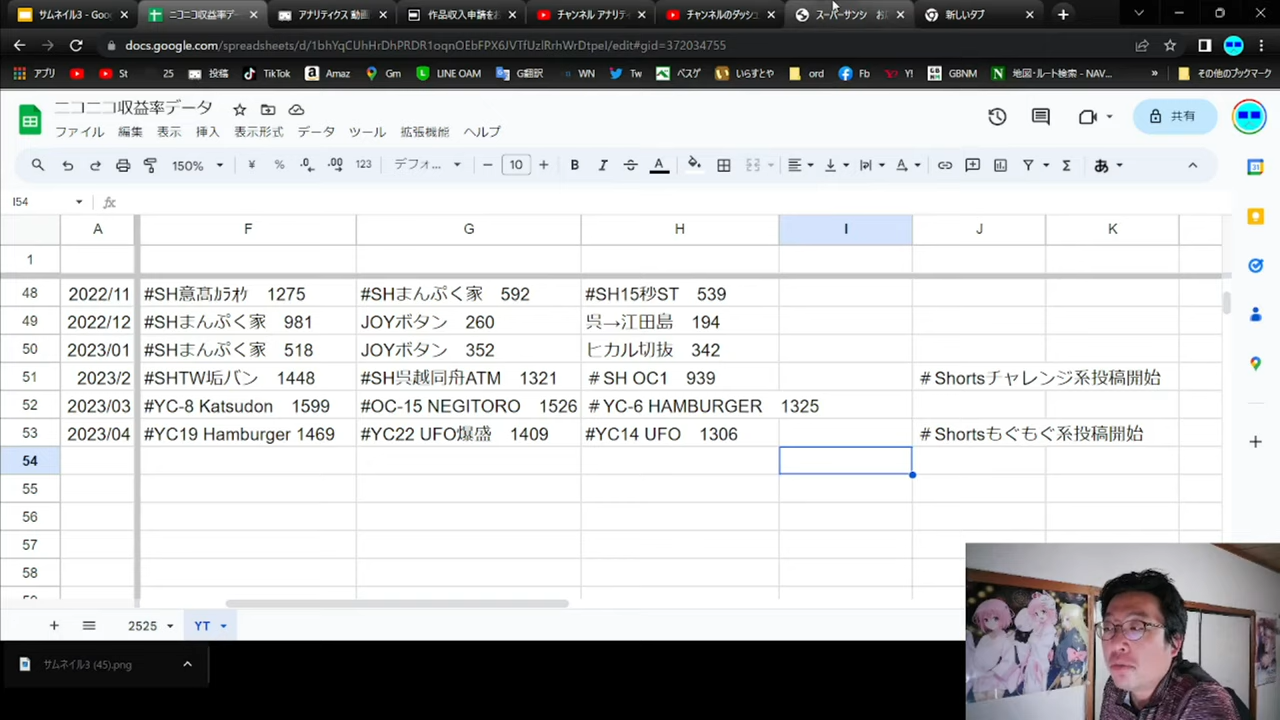 サムネイル3 - Goo
ニコニコ収益率デー
アナリティクス 動画
作品収入申請をお
チャンネル アナリティ
チャンネルのダッシュ
スーパーサンシ お
新しいタブ
docs.google.com/spreadsheets/d/1bhYqCUhHrDhPRDR1oqnOEbFPX6JVTfUzlRrhWrDtpeI/edit#gid=372034755
アプリ St 25 投稿 TikTok Amaz Gm LINE OAM G翻訳 WN Tw ベスゲ いらすとや ord Fb Y! GBNM 地図・ルート検索 - NAV... » その他のブックマーク
ニコニコ収益率データ
ファイル 編集 表示 挿入 表示形式 データ ツール 拡張機能 ヘルプ
共有
150% ¥ % .0 .00 123 デフォ... 10 B I A あ
I54 fx
A F G H I J K
1
48 2022/11 #SH意髙ｶﾗｵｹ 1275 #SHまんぷく家 592 #SH15秒ST 539
49 2022/12 #SHまんぷく家 981 JOYボタン 260 呉→江田島 194
50 2023/01 #SHまんぷく家 518 JOYボタン 352 ヒカル切抜 342
51 2023/2 #SHTW垢バン 1448 #SH呉越同舟ATM 1321 ＃SH OC1 939 ＃Shortsチャレンジ系投稿開始
52 2023/03 #YC-8 Katsudon 1599 #OC-15 NEGITORO 1526 ＃YC-6 HAMBURGER 1325
53 2023/04 #YC19 Hamburger 1469 #YC22 UFO爆盛 1409 #YC14 UFO 1306 ＃Shortsもぐもぐ系投稿開始
54
55
56
57
58
2525 YT
サムネイル3 (45).png